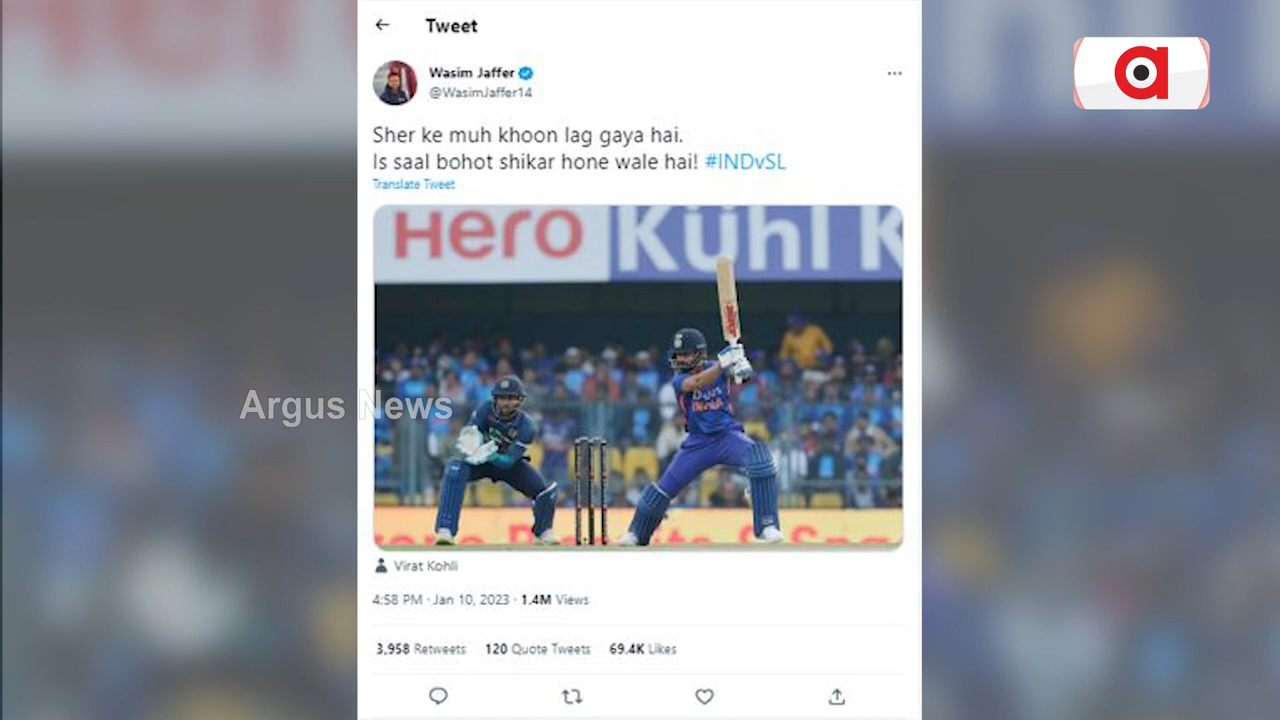 Tweet
Wasim Jaffer
@WasimJaffer14
Sher ke muh khoon lag gaya hai.
Is saal bohot shikar hone wale hai! #INDvSL
Translate Tweet
Hero Kühl K
Argus News
Virat Kohli
4:58 PM · Jan 10, 2023 · 1.4M Views
3,958 Retweets 120 Quote Tweets 69.4K Likes